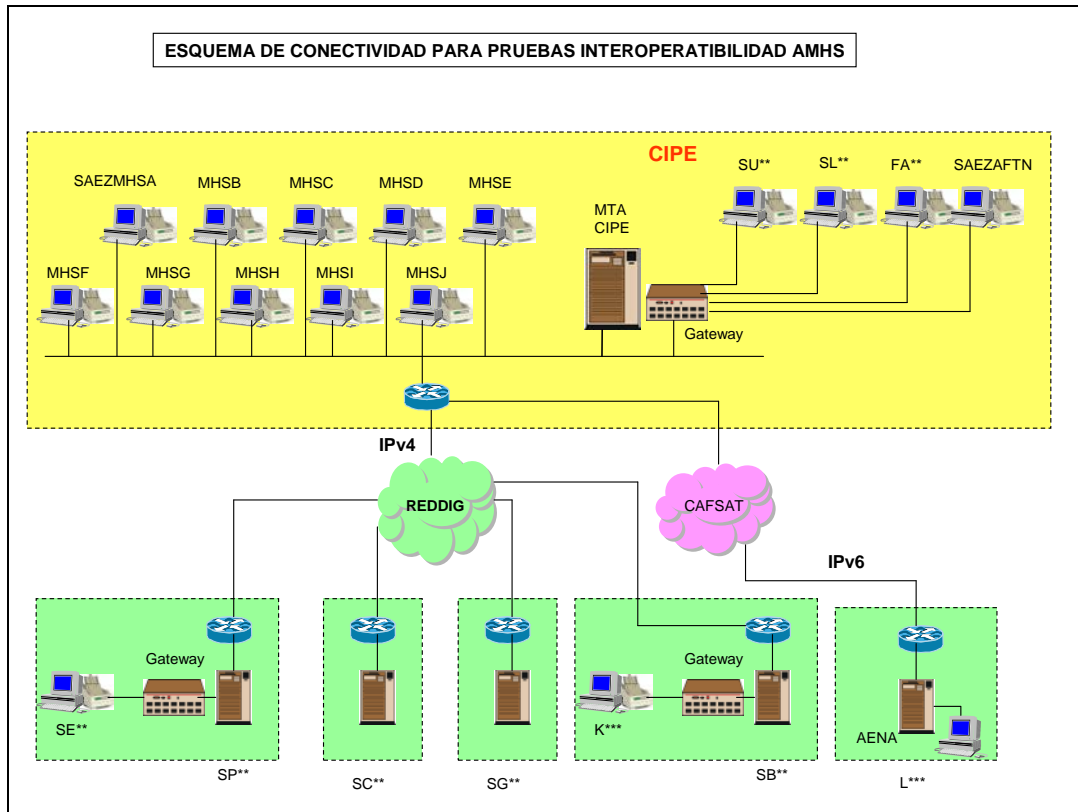 ESQUEMA DE CONECTIVIDAD PARA PRUEBAS INTEROPERATIBILIDAD AMHS
CIPE
SAEZMHSA
MHSB
MHSC
MHSD
MHSE
SU**
SL**
FA**
SAEZAFTN
MTA
CIPE
MHSF
MHSG
MHSH
MHSI
MHSJ
Gateway
IPv4
REDDIG
CAFSAT
IPv6
Gateway
SE**
SP**
SC**
SG**
Gateway
K***
SB**
AENA
L***